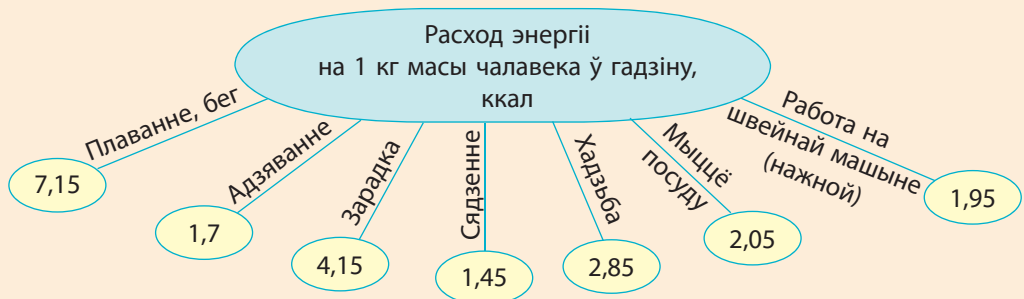 Расход энергіі
на 1 кг масы чалавека ў гадзіну,
ккал
Плаванне, бег
7,15
Адзяванне
1,7
Зарадка
4,15
Сядзенне
1,45
Хадзьба
2,85
Мыццё
посуду
2,05
Работа на
швейнай машыне
(нажной)
1,95